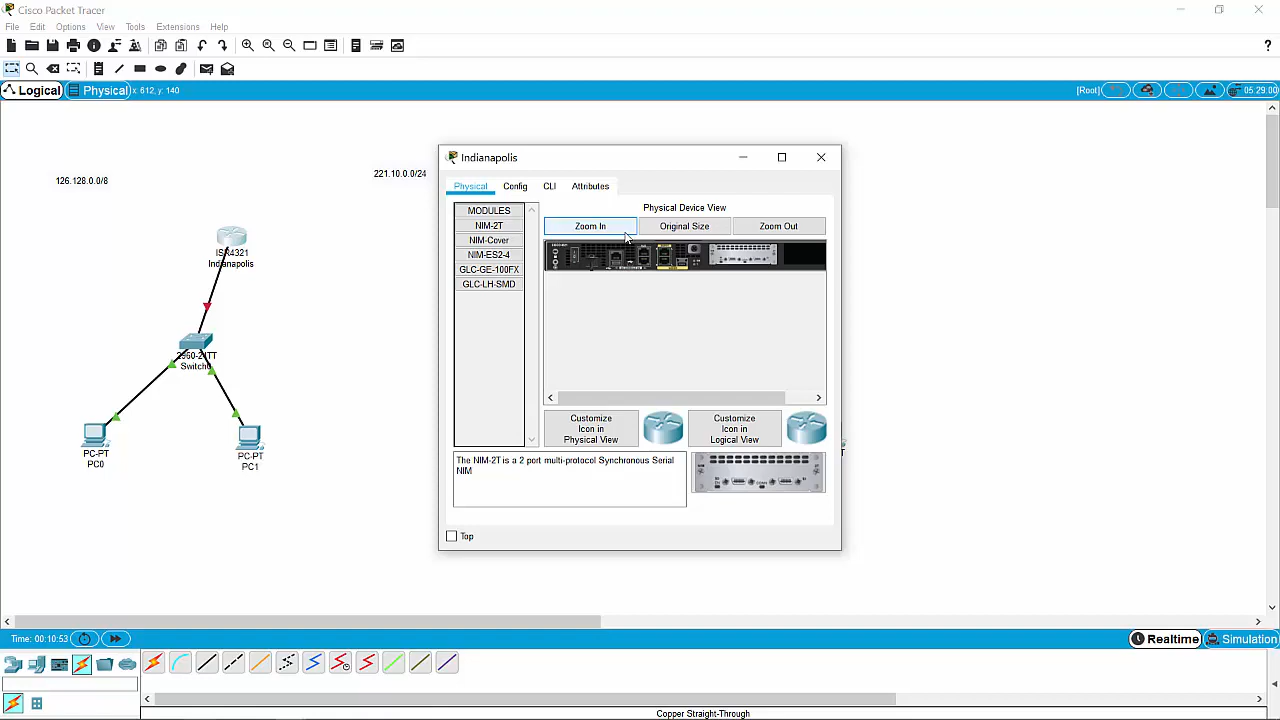 Cisco Packet Tracer
File Edit Options View Tools Extensions Help
?
Logical Physical x: 612, y: 140 [Root] 05:29:00
126.128.0.0/8
221.10.0.0/24
ISR4321
Indianapolis
2960-24TT
Switch0
PC-PT
PC0
PC-PT
PC1
Indianapolis
Physical Config CLI Attributes
MODULES
NIM-2T
NIM-Cover
NIM-ES2-4
GLC-GE-100FX
GLC-LH-SMD
Physical Device View
Zoom In Original Size Zoom Out
Customize
Icon in
Physical View
Customize
Icon in
Logical View
The NIM-2T is a 2 port multi-protocol Synchronous Serial
NIM
Top
Time: 00:10:53
Realtime Simulation
Copper Straight-Through